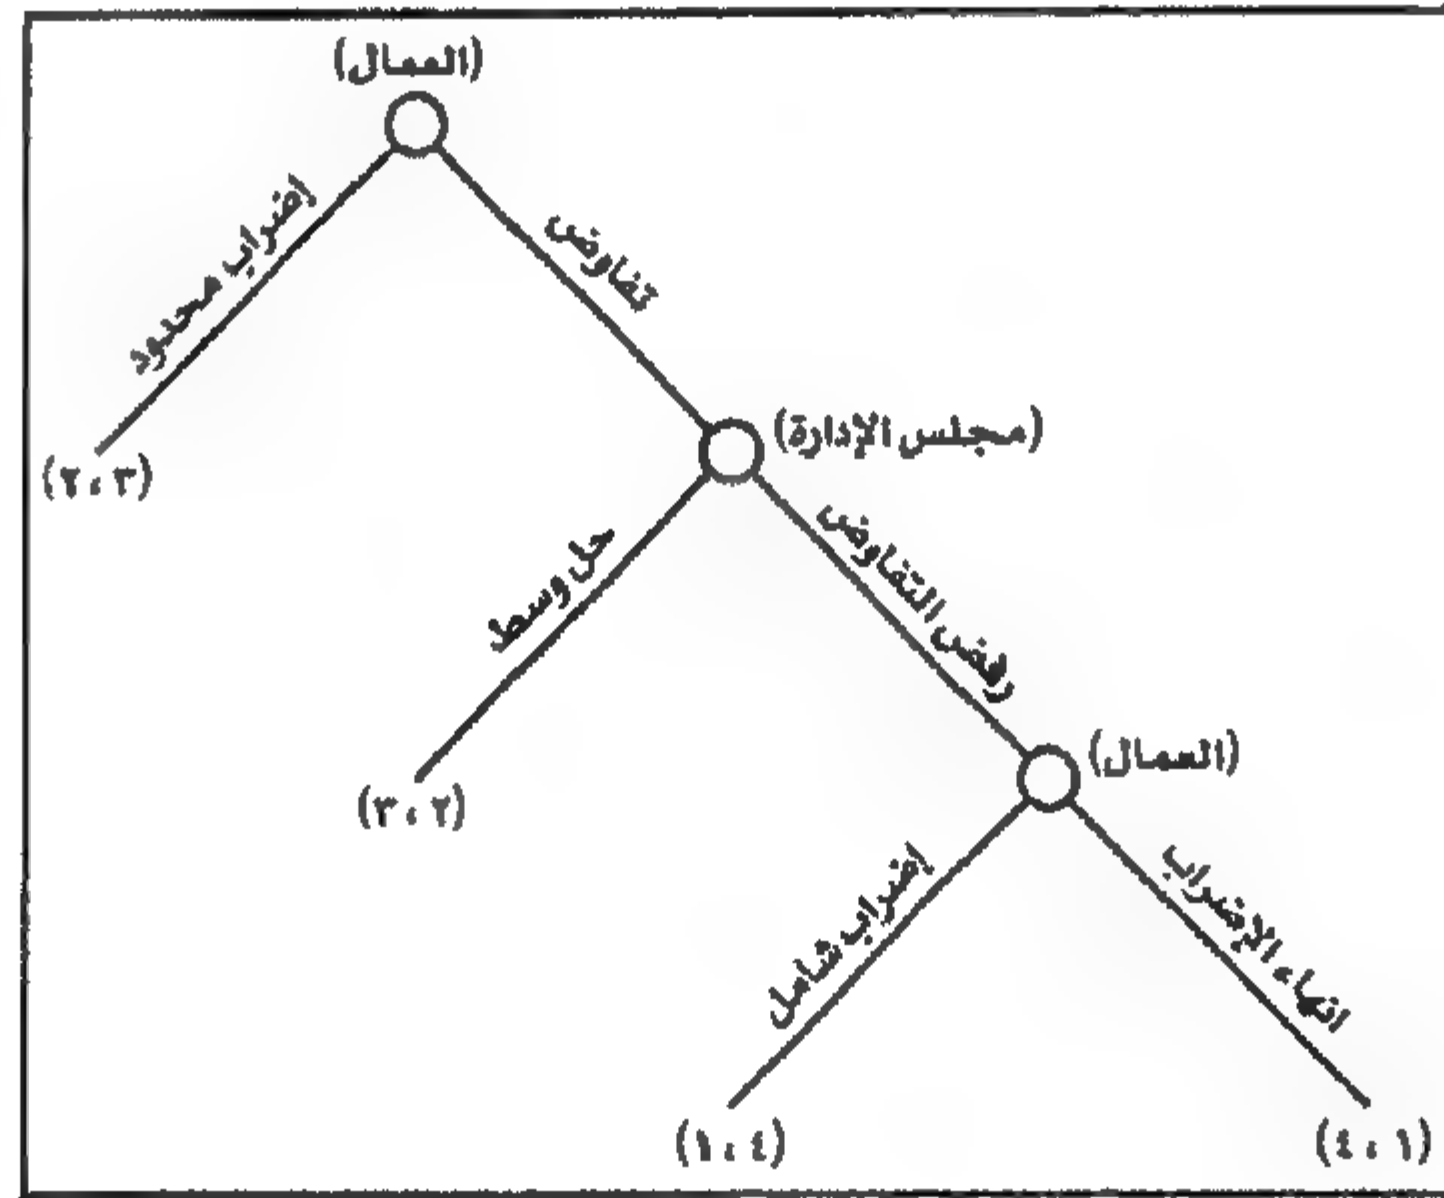 (العمال)
إضراب محدود
تفاوض
(٣ ، ٢)
(مجلس الإدارة)
حل وسط
رفض التفاوض
(٢ ، ٣)
(العمال)
إضراب شامل
انهاء الإضراب
(٤ ، ١)
(١ ، ٤)